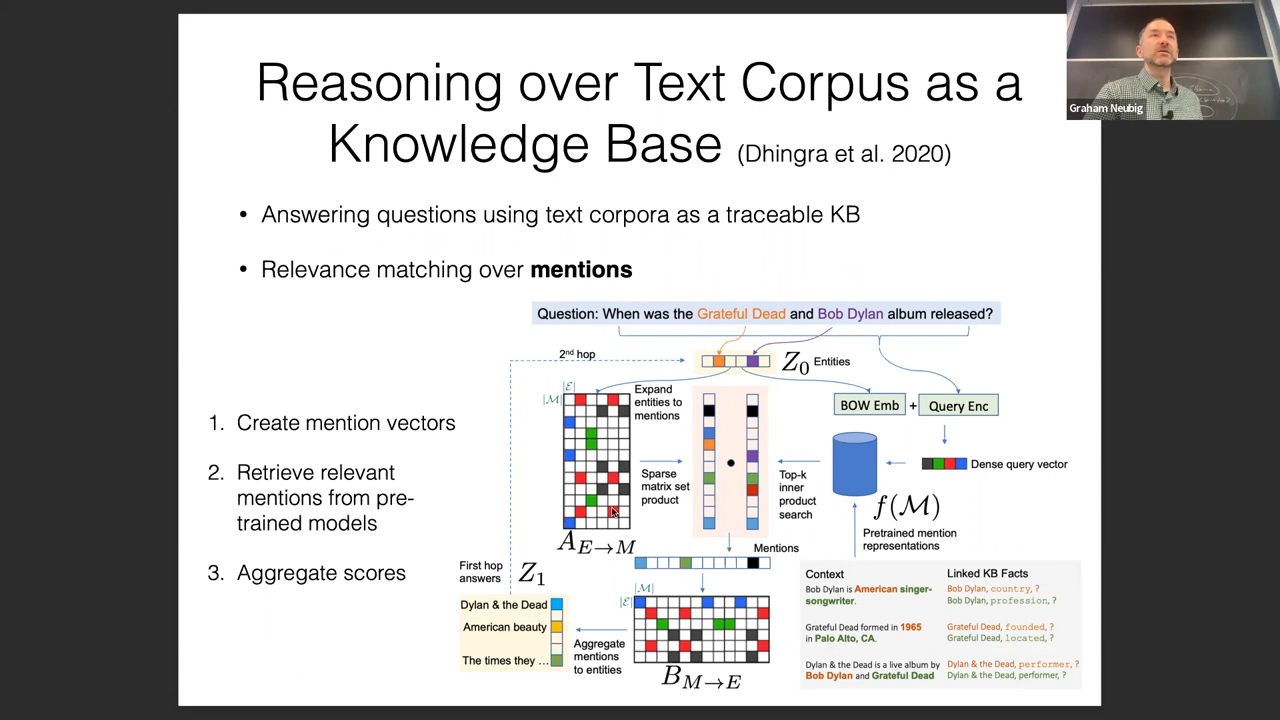 Reasoning over Text Corpus as a
Knowledge Base (Dhingra et al. 2020)
Graham Neubig
• Answering questions using text corpora as a traceable KB
• Relevance matching over mentions
1. Create mention vectors
2. Retrieve relevant
mentions from pre-
trained models
3. Aggregate scores
Question: When was the Grateful Dead and Bob Dylan album released?
2nd hop
Z0 Entities
|ℰ|
|ℳ|
Expand
entities to
mentions
BOW Emb + Query Enc
Sparse
matrix set
product
Top-k
inner
product
search
Dense query vector
f(ℳ)
A E→M
Pretrained mention
representations
Mentions
First hop
answers
Z1
|ℳ|
|ℰ|
Dylan & the Dead
American beauty
The times they ...
Aggregate
mentions
to entities
B M→E
Context Linked KB Facts
Bob Dylan is American singer-
songwriter.
Bob Dylan, country, ?
Bob Dylan, profession, ?
Grateful Dead formed in 1965
in Palo Alto, CA.
Grateful Dead, founded, ?
Grateful Dead, located, ?
Dylan & the Dead is a live album by
Bob Dylan and Grateful Dead
Dylan & the Dead, performer, ?
Dylan & the Dead, performer, ?